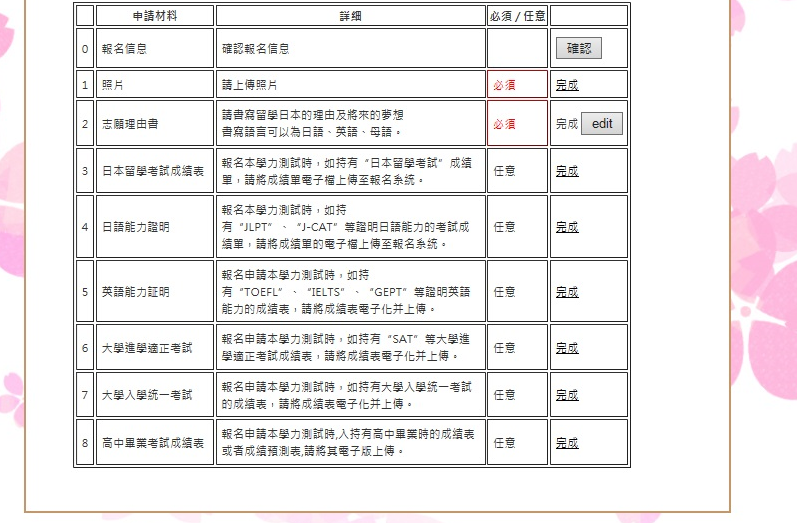 申請材料 詳細 必須 / 任意
0 報名信息 確認報名信息 確認
1 照片 請上傳照片 必須 完成
2 志願理由書 請書寫留學日本的理由及將來的夢想
書寫語言可以為日語、英語、母語。 必須 完成 edit
3 日本留學考試成績表 報名本學力測試時，如持有“日本留學考試”成績
單，請將成績單電子檔上傳至報名系統。 任意 完成
4 日語能力證明 報名本學力測試時，如持
有“JLPT”、“J-CAT”等證明日語能力的考試成
績單，請將成績單的電子檔上傳至報名系統。 任意 完成
5 英語能力証明 報名申請本學力測試時，如持
有“TOEFL”、“IELTS”、“GEPT”等證明英語
能力的成績表，請將成績表電子化并上傳。 任意 完成
6 大學進學適正考試 報名申請本學力測試時，如持有“SAT”等大學進
學適正考試成績表，請將成績表電子化并上傳。 任意 完成
7 大學入學統一考試 報名申請本學力測試時，如持有大學入學統一考試
的成績表，請將成績表電子化并上傳。 任意 完成
8 高中畢業考試成績表 報名申請本學力測試時,入持有高中畢業時的成績表
或者成績預測表,請將其電子版上傳。 任意 完成